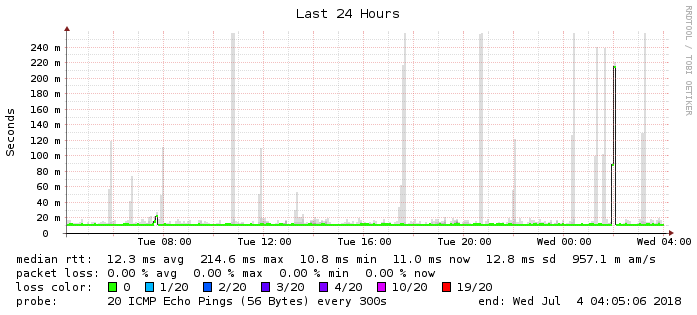 Last 24 Hours
RRDTOOL / TOBI OETIKER
Seconds
240 m
220 m
200 m
180 m
160 m
140 m
120 m
100 m
80 m
60 m
40 m
20 m
0
Tue 08:00 Tue 12:00 Tue 16:00 Tue 20:00 Wed 00:00 Wed 04:00
median rtt: 12.3 ms avg 214.6 ms max 10.8 ms min 11.0 ms now 12.8 ms sd 957.1 m am/s
packet loss: 0.00 % avg 0.00 % max 0.00 % min 0.00 % now
loss color: 0 1/20 2/20 3/20 4/20 10/20 19/20
probe: 20 ICMP Echo Pings (56 Bytes) every 300s end: Wed Jul 4 04:05:06 2018